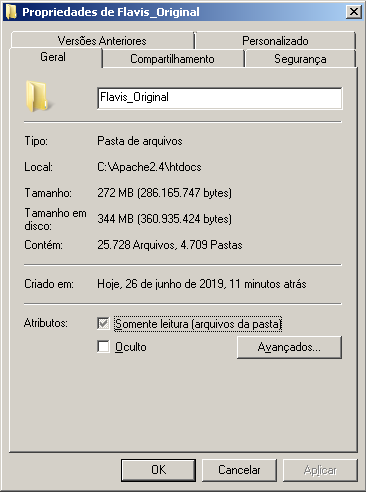 Propriedades de Flavis_Original
Versões Anteriores
Personalizado
Geral
Compartilhamento
Segurança
Flavis_Original
Tipo: Pasta de arquivos
Local: C:\Apache2.4\htdocs
Tamanho: 272 MB (286.165.747 bytes)
Tamanho em disco: 344 MB (360.935.424 bytes)
Contém: 25.728 Arquivos, 4.709 Pastas
Criado em: Hoje, 26 de junho de 2019, 11 minutos atrás
Atributos: Somente leitura (arquivos da pasta)
Oculto
Avançados...
OK
Cancelar
Aplicar